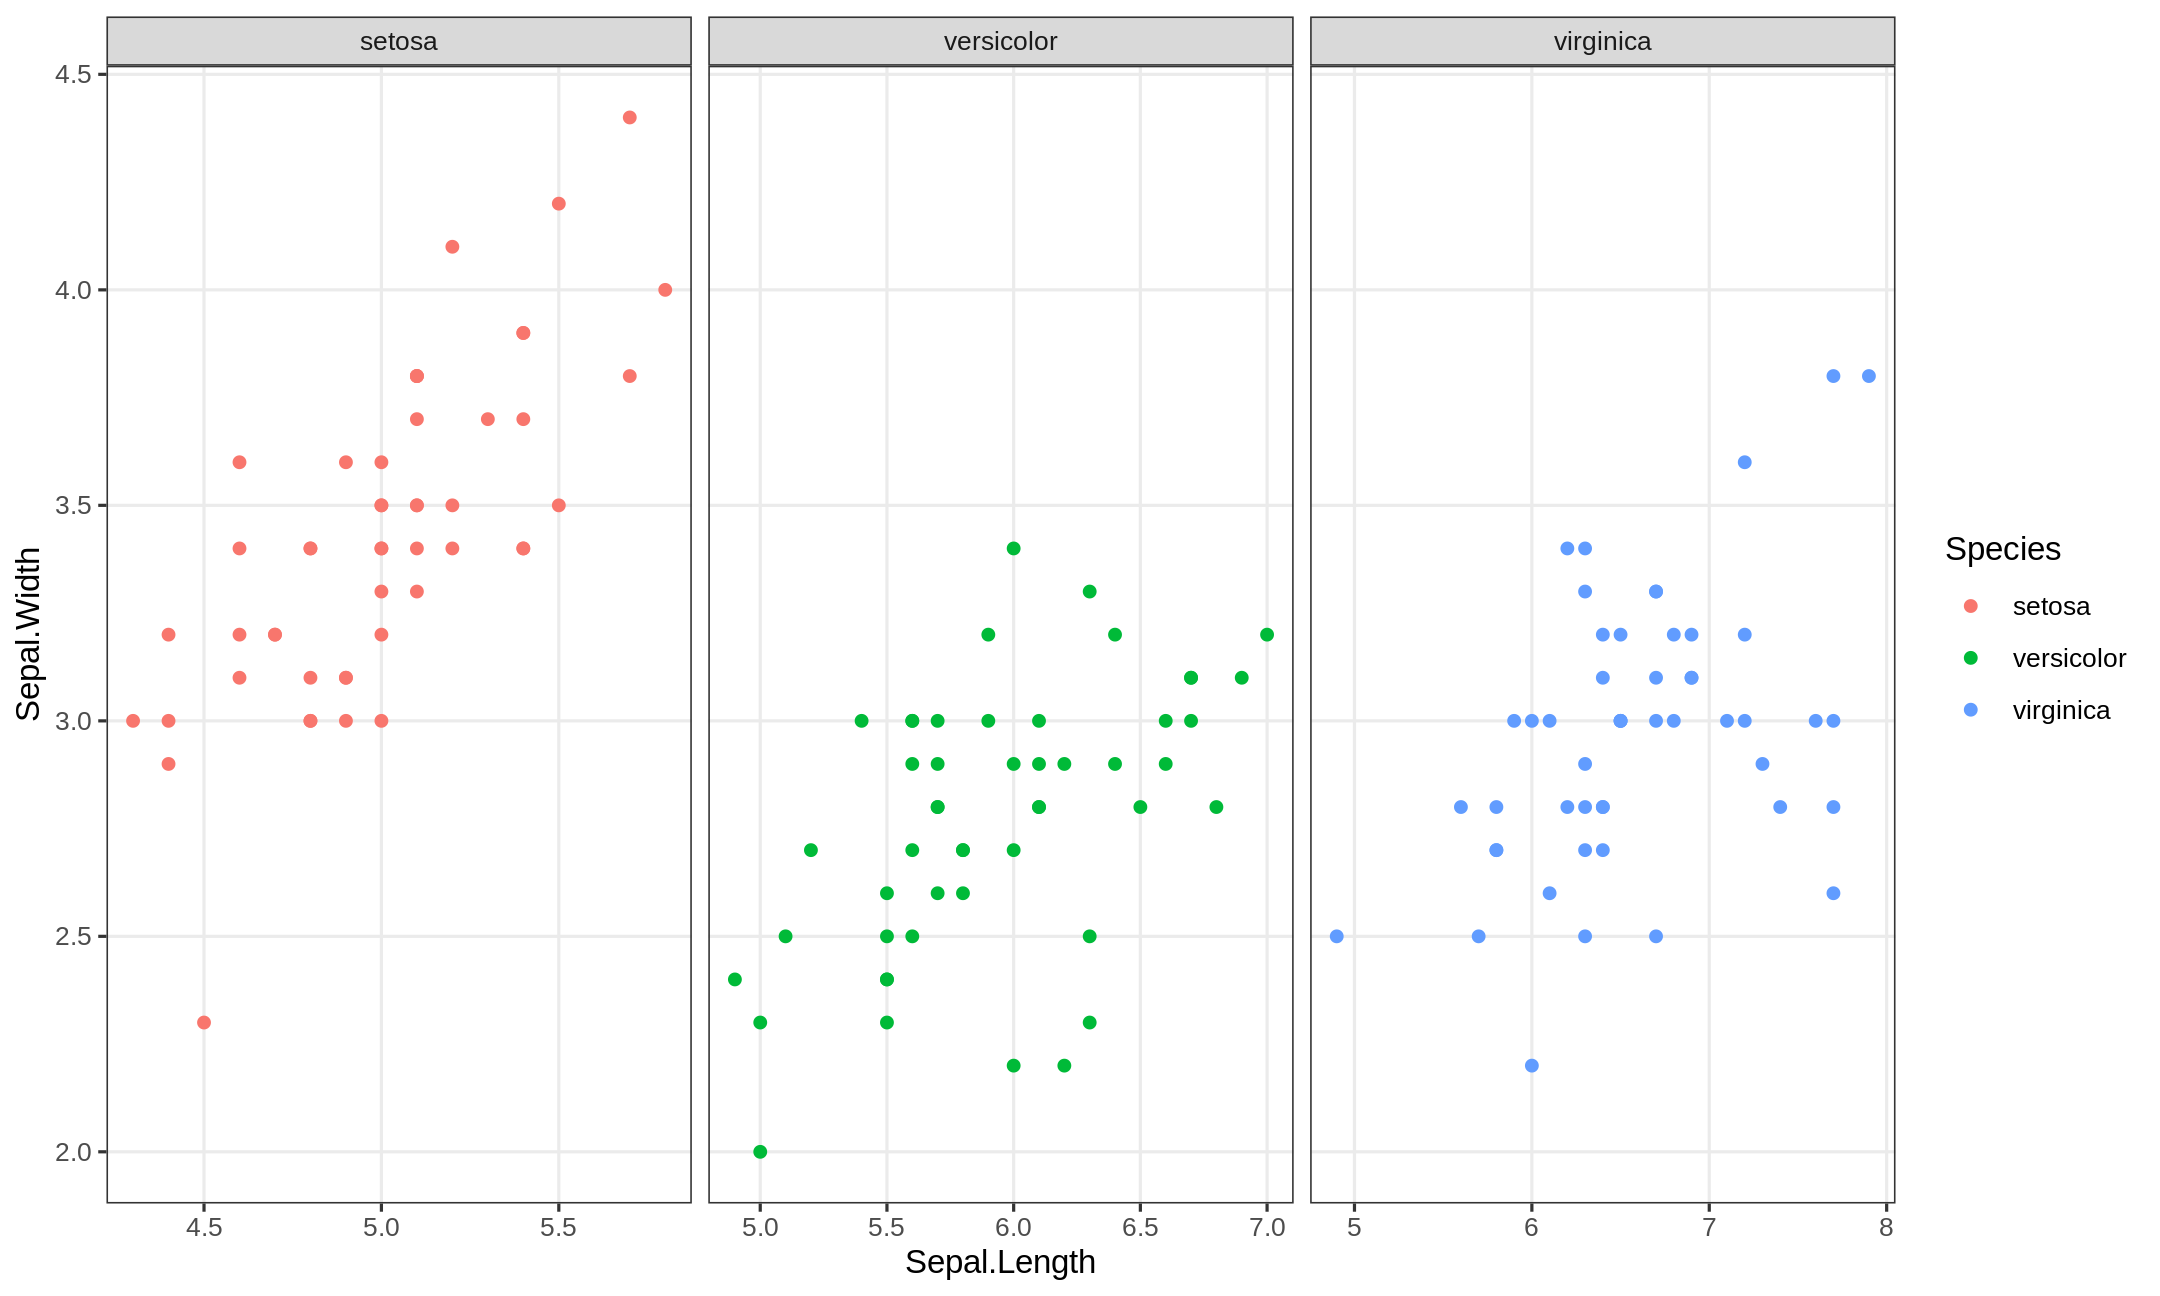 setosa versicolor virginica
4.5
4.0
3.5
3.0
2.5
2.0
Sepal.Width
4.5 5.0 5.5 5.0 5.5 6.0 6.5 7.0 5 6 7 8
Sepal.Length
Species
setosa
versicolor
virginica